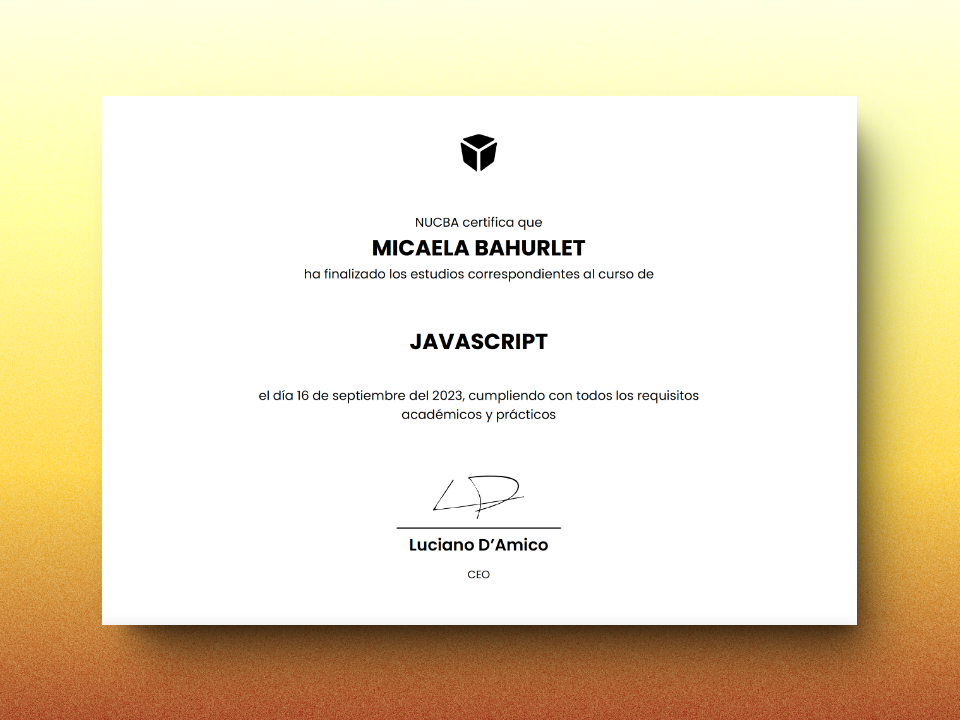 NUCBA certifica que
MICAELA BAHURLET
ha finalizado los estudios correspondientes al curso de
JAVASCRIPT
el día 16 de septiembre del 2023, cumpliendo con todos los requisitos
académicos y prácticos
Luciano D’Amico
CEO